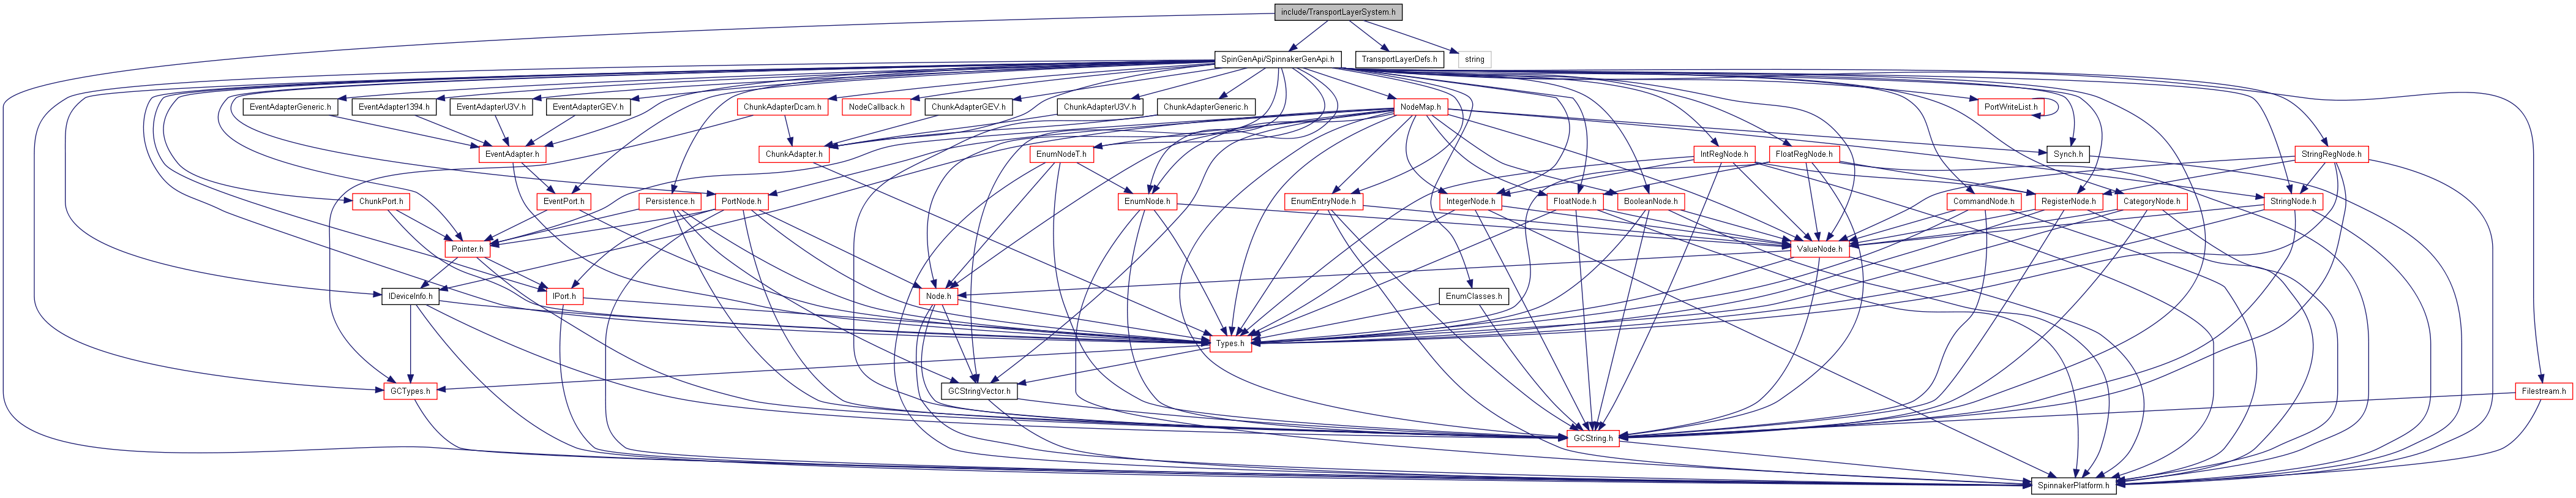 include/TransportLayerSystem.h
SpinGenApi/SpinnakerGenApi.h
TransportLayerDefs.h
string
EventAdapterGeneric.h
EventAdapter1394.h
EventAdapterU3V.h
EventAdapterGEV.h
ChunkAdapterDcam.h
NodeCallback.h
ChunkAdapterGEV.h
ChunkAdapterU3V.h
ChunkAdapterGeneric.h
NodeMap.h
PortWriteList.h
EventAdapter.h
ChunkAdapter.h
EnumNodeT.h
IntRegNode.h
FloatRegNode.h
Synch.h
StringRegNode.h
ChunkPort.h
EventPort.h
Persistence.h
PortNode.h
EnumNode.h
EnumEntryNode.h
IntegerNode.h
FloatNode.h
BooleanNode.h
CommandNode.h
RegisterNode.h
CategoryNode.h
StringNode.h
Pointer.h
ValueNode.h
IDeviceInfo.h
IPort.h
Node.h
EnumClasses.h
Types.h
GCTypes.h
GCStringVector.h
Filestream.h
GCString.h
SpinnakerPlatform.h